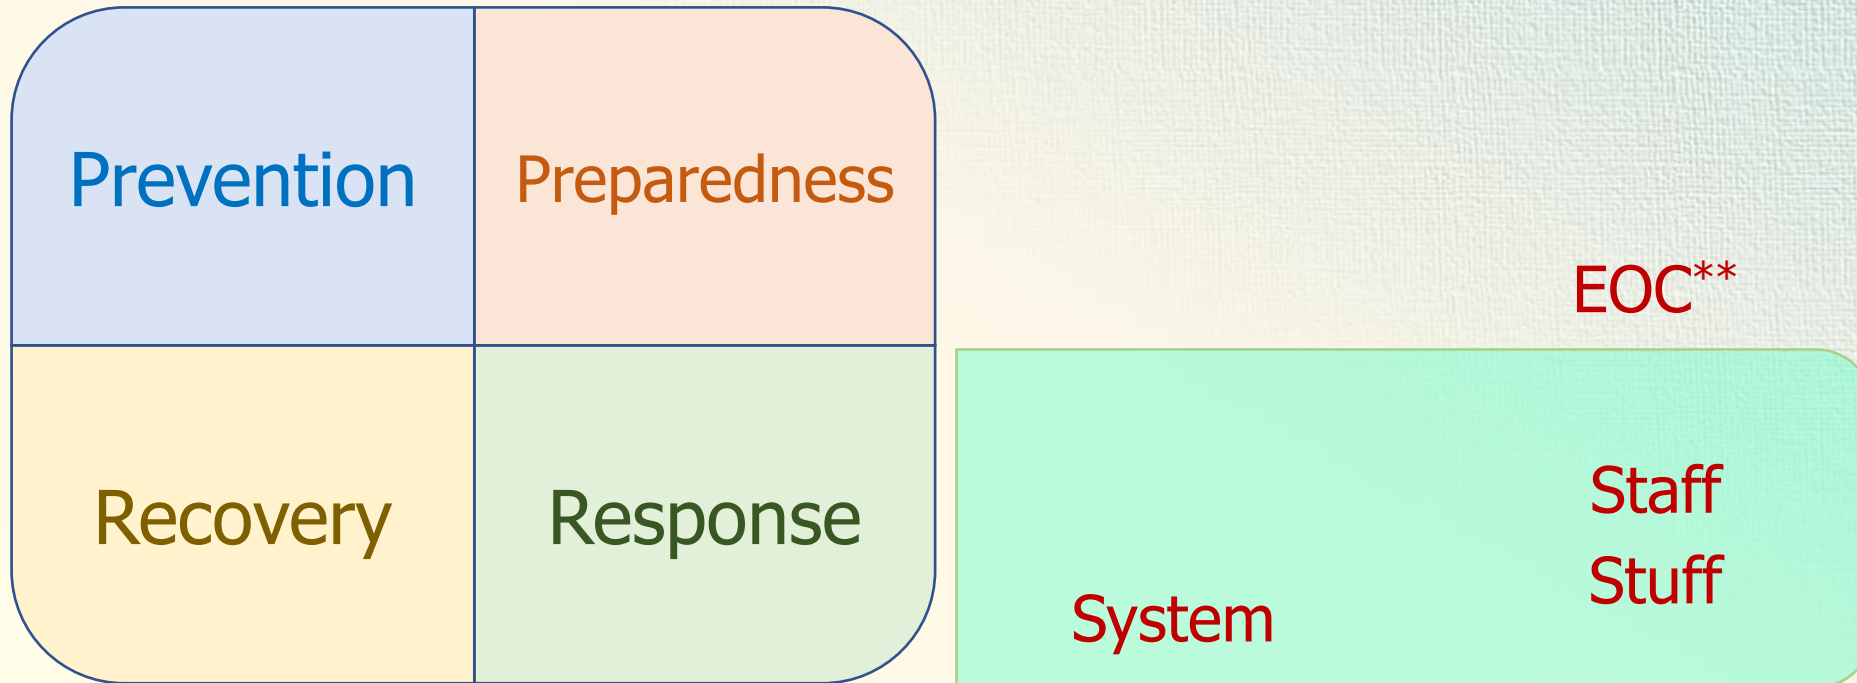 Prevention
Preparedness
EOC**
Recovery
Response
Staff
Stuff
System